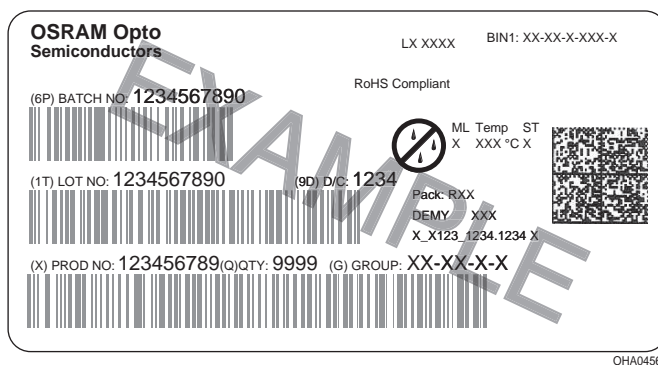 OSRAM Opto
Semiconductors
LX XXXX
BIN1: XX-XX-X-XXX-X
RoHS Compliant
(6P) BATCH NO: 1234567890
ML Temp ST
X XXX °C X
(1T) LOT NO: 1234567890 (9D) D/C: 1234
Pack: RXX
DEMY XXX
X_X123_1234.1234 X
(X) PROD NO: 123456789(Q)QTY: 9999 (G) GROUP: XX-XX-X-X
EXAMPLE
OHA0456